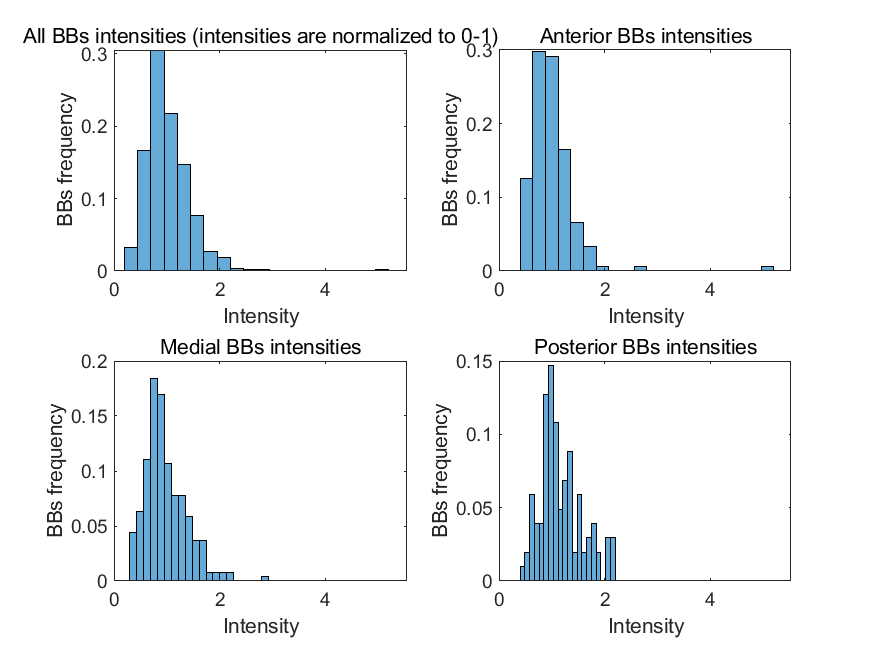 All BBs intensities (intensities are normalized to 0-1)
0.3
0.2
0.1
0
BBs frequency
0
2
4
Intensity
Anterior BBs intensities
0.3
0.2
0.1
0
BBs frequency
0
2
4
Intensity
Medial BBs intensities
0.2
0.15
0.1
0.05
0
BBs frequency
0
2
4
Intensity
Posterior BBs intensities
0.15
0.1
0.05
0
BBs frequency
0
2
4
Intensity